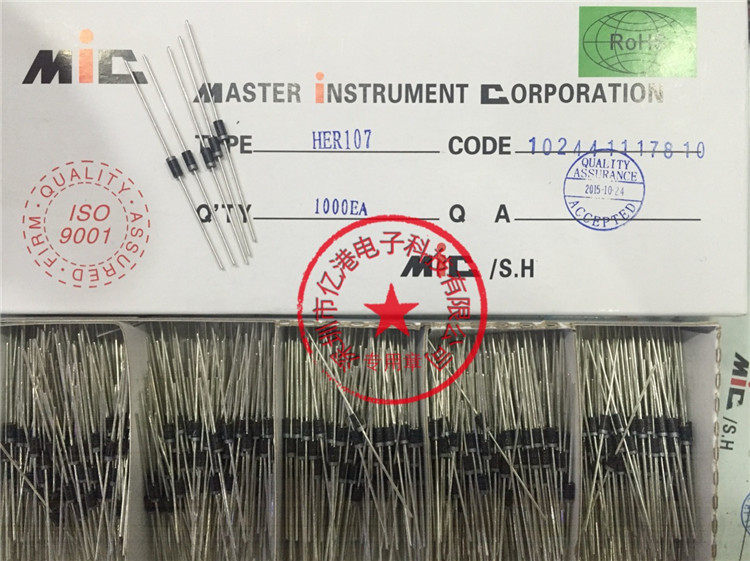 MiC
RoHS
MASTER INSTRUMENT CORPORATION
TYPE HER107 CODE 102441117810
QUALITY
ASSURANCE
2015-10-24
ACCEPTED
Q'TY 1000EA Q A
FIRM · QUALITY · ASSURED
ISO
9001
MiC /S.H
深圳市亿港电子科技有限公司
专用章
MiC /S.H